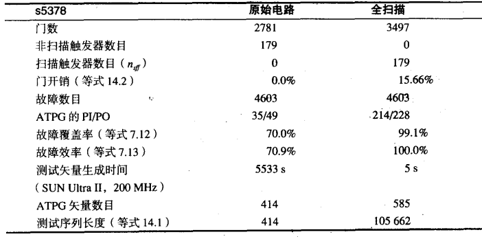 s5378 原始电路 全扫描
门数 2781 3497
非扫描触发器数目 179 0
扫描触发器数目（nff） 0 179
门开销（等式 14.2） 0.0% 15.66%
故障数目 4603 4603
ATPG 的 PI/PO 35/49 214/228
故障覆盖率（等式 7.12） 70.0% 99.1%
故障效率（等式 7.13） 70.9% 100.0%
测试矢量生成时间 5533 s 5 s
（SUN Ultra II, 200 MHz）
ATPG 矢量数目 414 585
测试序列长度（等式 14.1） 414 105 662